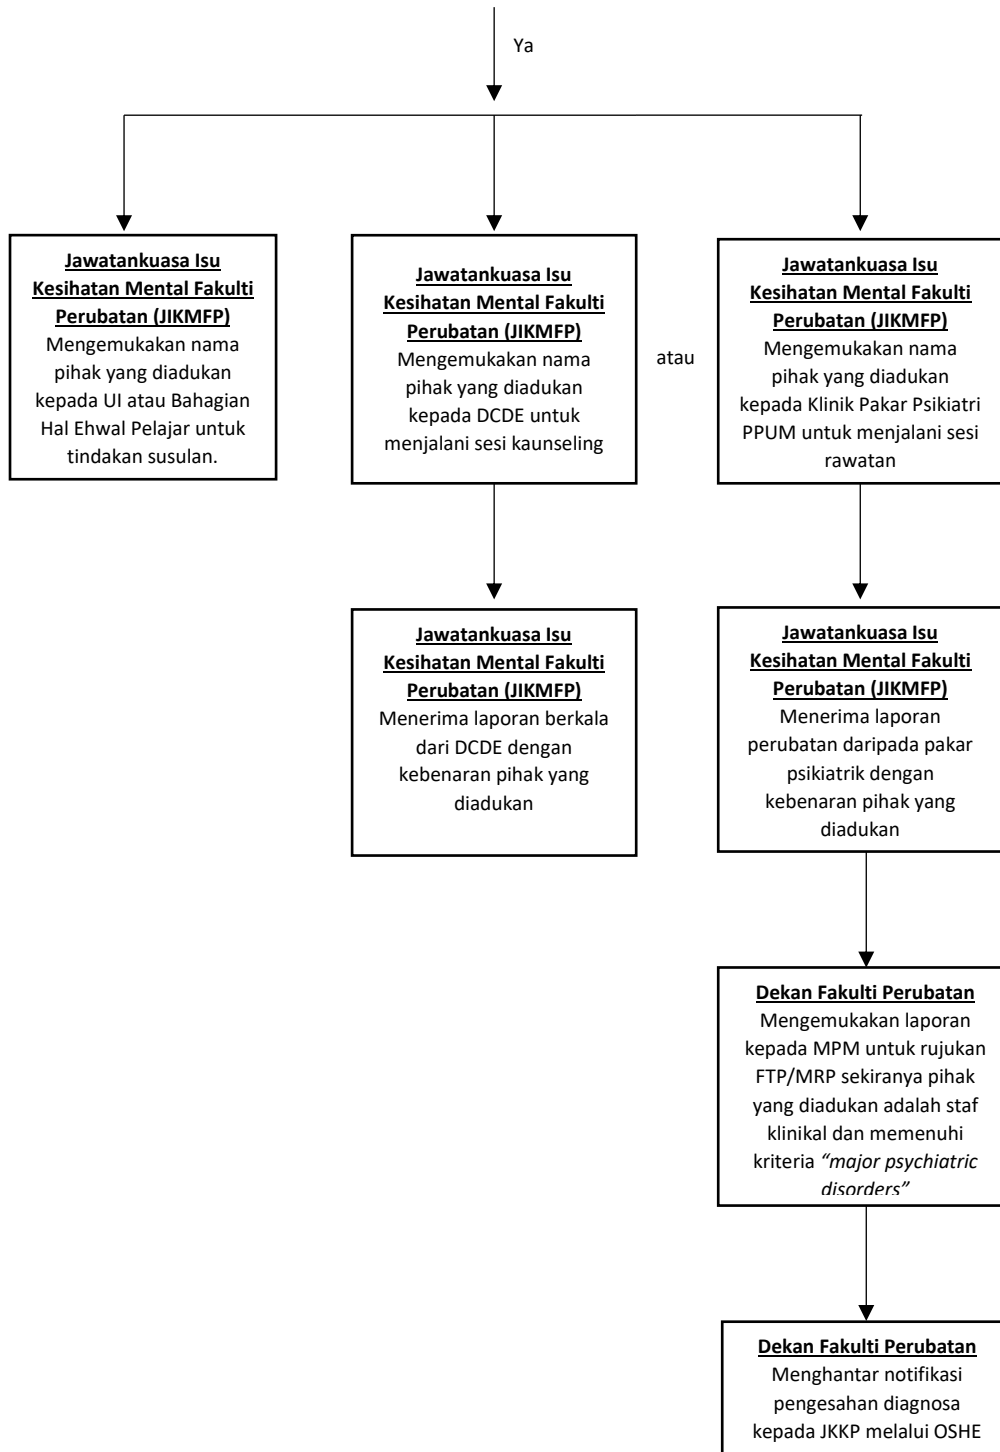 Ya
Jawatankuasa Isu
Kesihatan Mental Fakulti
Perubatan (JIKMFP)
Mengemukakan nama
pihak yang diadukan
kepada UI atau Bahagian
Hal Ehwal Pelajar untuk
tindakan susulan.
Jawatankuasa Isu
Kesihatan Mental Fakulti
Perubatan (JIKMFP)
Mengemukakan nama
pihak yang diadukan
kepada DCDE untuk
menjalani sesi kaunseling
atau
Jawatankuasa Isu
Kesihatan Mental Fakulti
Perubatan (JIKMFP)
Mengemukakan nama
pihak yang diadukan
kepada Klinik Pakar Psikiatri
PPUM untuk menjalani sesi
rawatan
Jawatankuasa Isu
Kesihatan Mental Fakulti
Perubatan (JIKMFP)
Menerima laporan berkala
dari DCDE dengan
kebenaran pihak yang
diadukan
Jawatankuasa Isu
Kesihatan Mental Fakulti
Perubatan (JIKMFP)
Menerima laporan
perubatan daripada pakar
psikiatrik dengan
kebenaran pihak yang
diadukan
Dekan Fakulti Perubatan
Mengemukakan laporan
kepada MPM untuk rujukan
FTP/MRP sekiranya pihak
yang diadukan adalah staf
klinikal dan memenuhi
kriteria “major psychiatric
disorders”
Dekan Fakulti Perubatan
Menghantar notifikasi
pengesahan diagnosa
kepada JKKP melalui OSHE